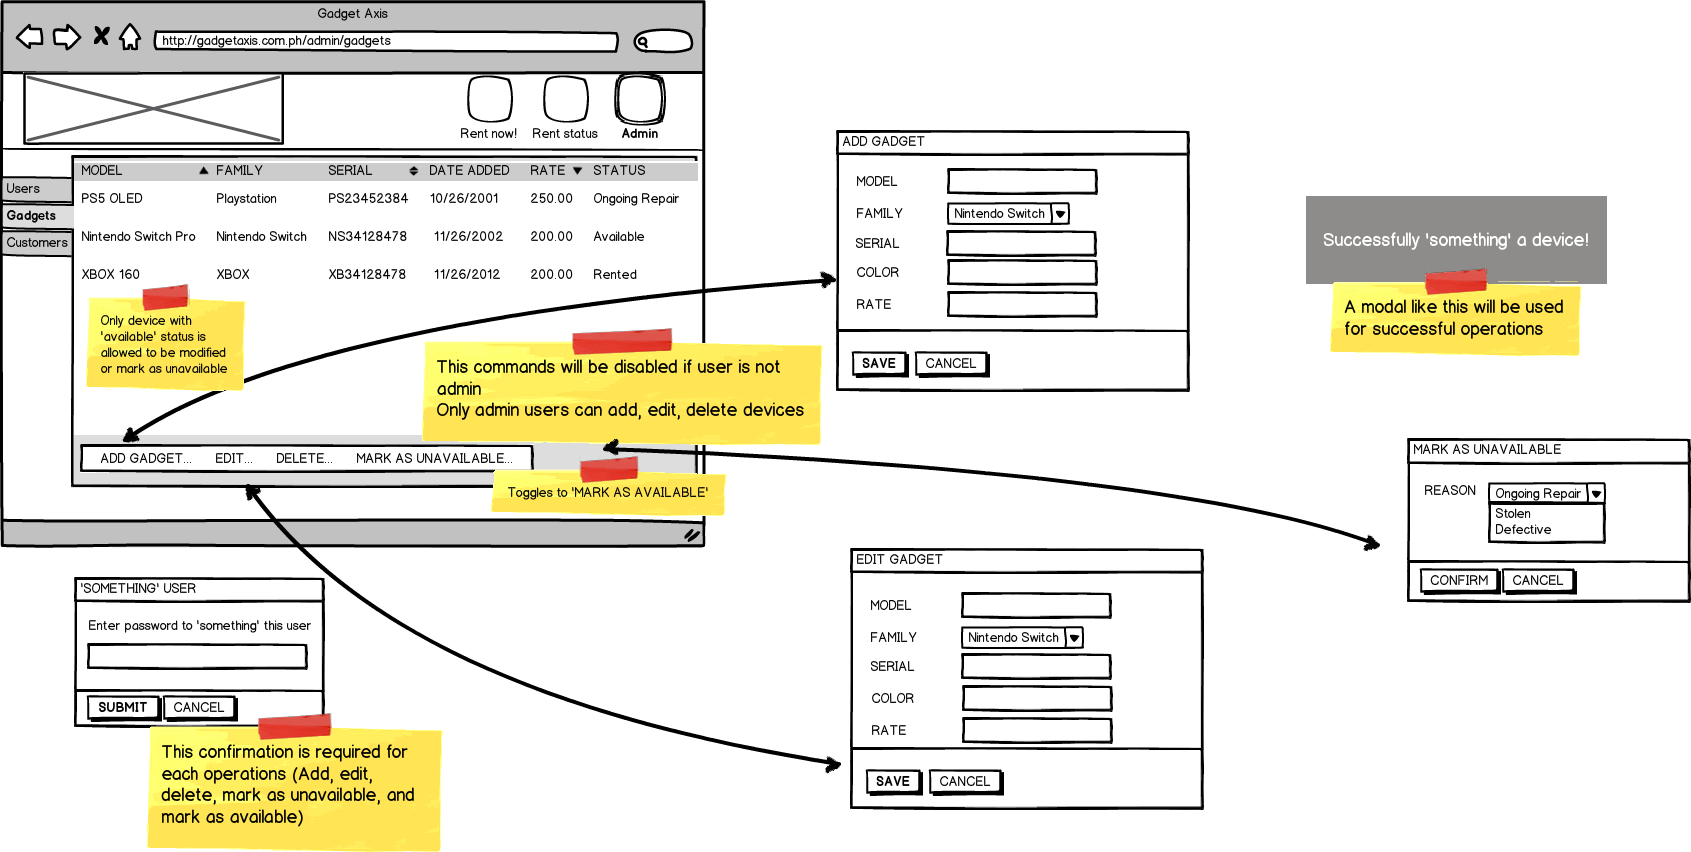 Gadget Axis
http://gadgetaxis.com.ph/admin/gadgets
Rent now!
Rent status
Admin
Users
Gadgets
Customers
MODEL FAMILY SERIAL DATE ADDED RATE STATUS
PS5 OLED Playstation PS23452384 10/26/2001 250.00 Ongoing Repair
Nintendo Switch Pro Nintendo Switch NS34128478 11/26/2002 200.00 Available
XBOX 160 XBOX XB34128478 11/26/2012 200.00 Rented
Only device with
'available' status is
allowed to be modified
or mark as unavailable
This commands will be disabled if user is not
admin
Only admin users can add, edit, delete devices
ADD GADGET... EDIT... DELETE... MARK AS UNAVAILABLE...
Toggles to 'MARK AS AVAILABLE'
ADD GADGET
MODEL
FAMILY Nintendo Switch
SERIAL
COLOR
RATE
SAVE CANCEL
Successfully 'something' a device!
A modal like this will be used
for successful operations
MARK AS UNAVAILABLE
REASON Ongoing Repair
Stolen
Defective
CONFIRM CANCEL
EDIT GADGET
MODEL
FAMILY Nintendo Switch
SERIAL
COLOR
RATE
SAVE CANCEL
'SOMETHING' USER
Enter password to 'something' this user
SUBMIT CANCEL
This confirmation is required for
each operations (Add, edit,
delete, mark as unavailable, and
mark as available)